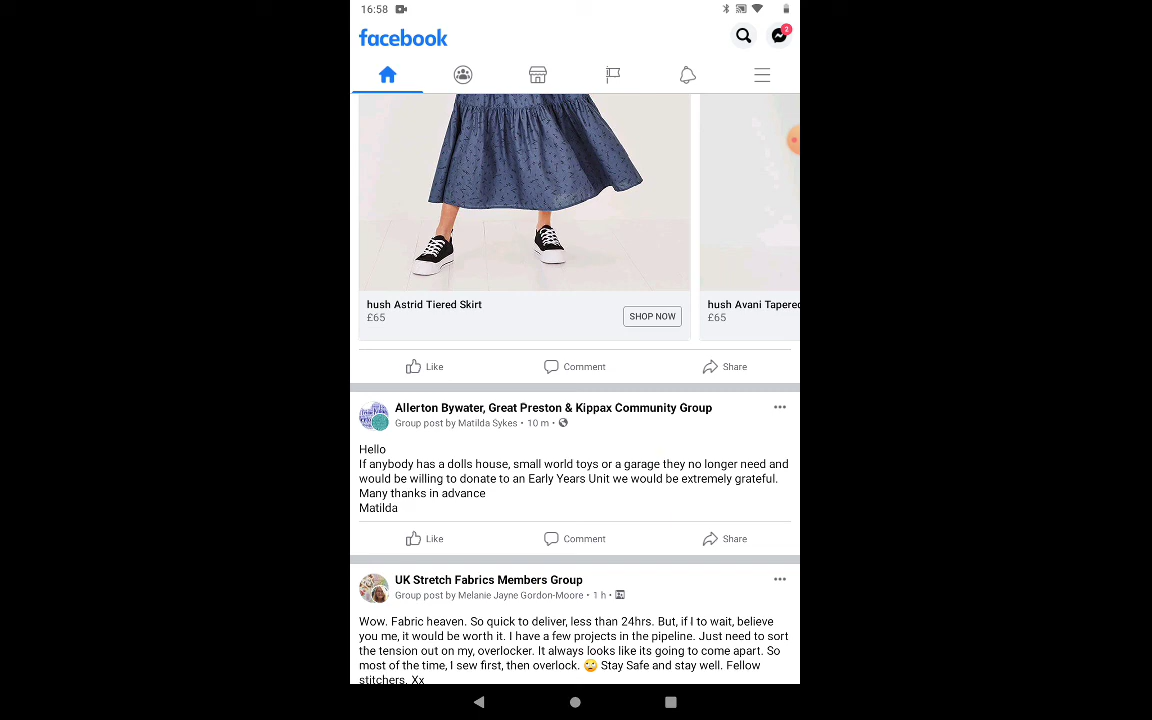 16:58
facebook
2
hush Astrid Tiered Skirt
£65
SHOP NOW
hush Avani Tapered
£65
Like
Comment
Share
Allerton Bywater, Great Preston & Kippax Community Group
Group post by Matilda Sykes • 10 m •
Hello
If anybody has a dolls house, small world toys or a garage they no longer need and
would be willing to donate to an Early Years Unit we would be extremely grateful.
Many thanks in advance
Matilda
Like
Comment
Share
UK Stretch Fabrics Members Group
Group post by Melanie Jayne Gordon-Moore • 1 h •
Wow. Fabric heaven. So quick to deliver, less than 24hrs. But, if I to wait, believe
you me, it would be worth it. I have a few projects in the pipeline. Just need to sort
the tension out on my, overlocker. It always looks like its going to come apart. So
most of the time, I sew first, then overlock. 🙄 Stay Safe and stay well. Fellow
stitchers. Xx